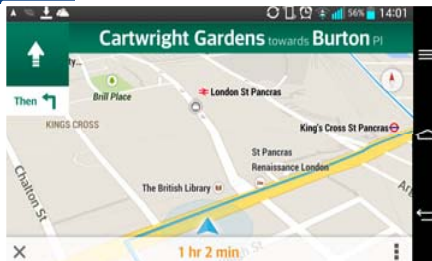 56% 14:01
Cartwright Gardens towards Burton Pl
Then
ty...
Brill Place
London St Pancras
KINGS CROSS
King's Cross St Pancras
St Pancras
Renaissance London
The British Library
Chalton St
1 hr 2 min